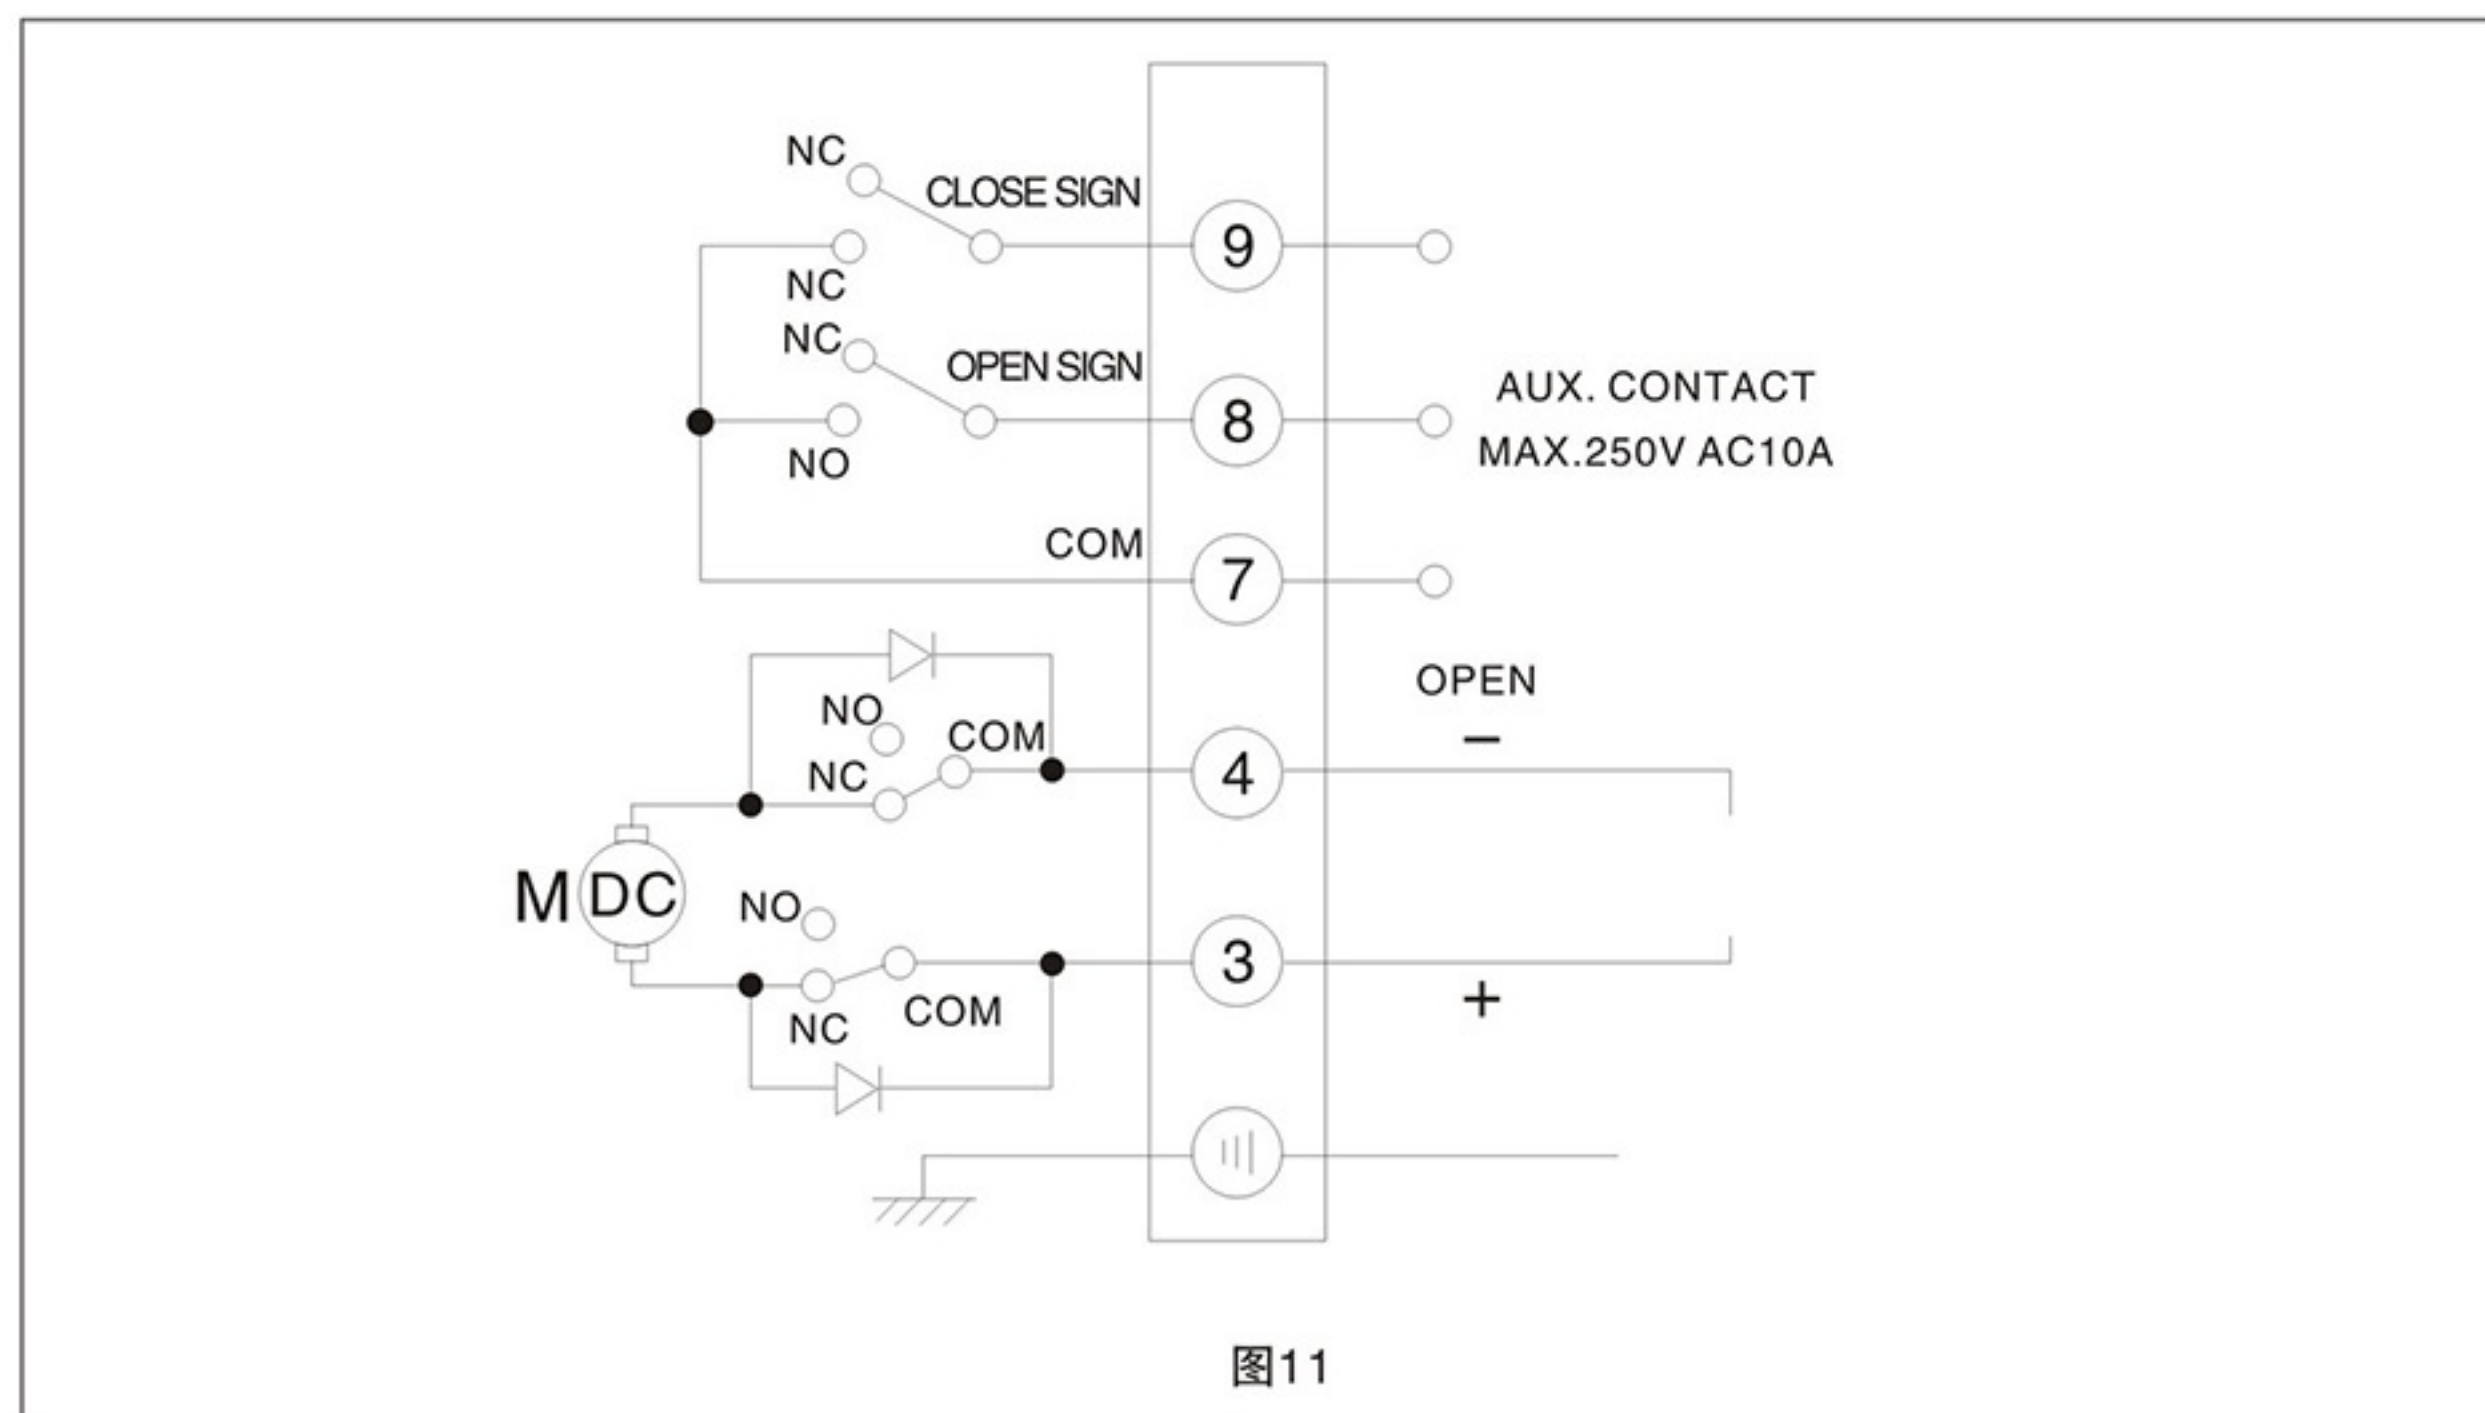 NC
CLOSE SIGN
9
NC
NC
OPEN SIGN
8
AUX. CONTACT
MAX.250V AC10A
NO
COM
7
OPEN
NO
COM
−
NC
4
M DC
NO
3
NC
COM
+
图11